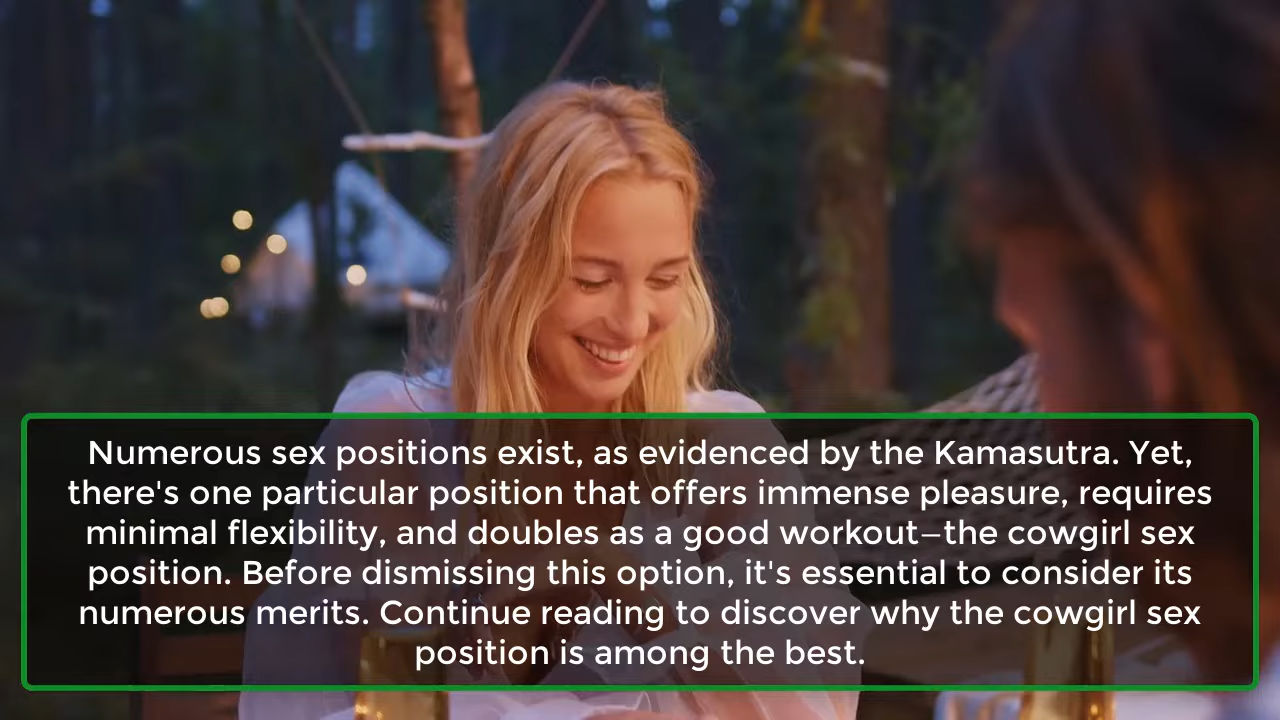 Numerous sex positions exist, as evidenced by the Kamasutra. Yet,
there's one particular position that offers immense pleasure, requires
minimal flexibility, and doubles as a good workout—the cowgirl sex
position. Before dismissing this option, it's essential to consider its
numerous merits. Continue reading to discover why the cowgirl sex
position is among the best.